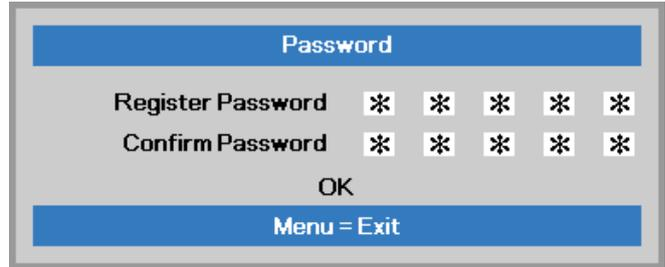 Password
Register Password * * * * *
Confirm Password * * * * *
OK
Menu = Exit